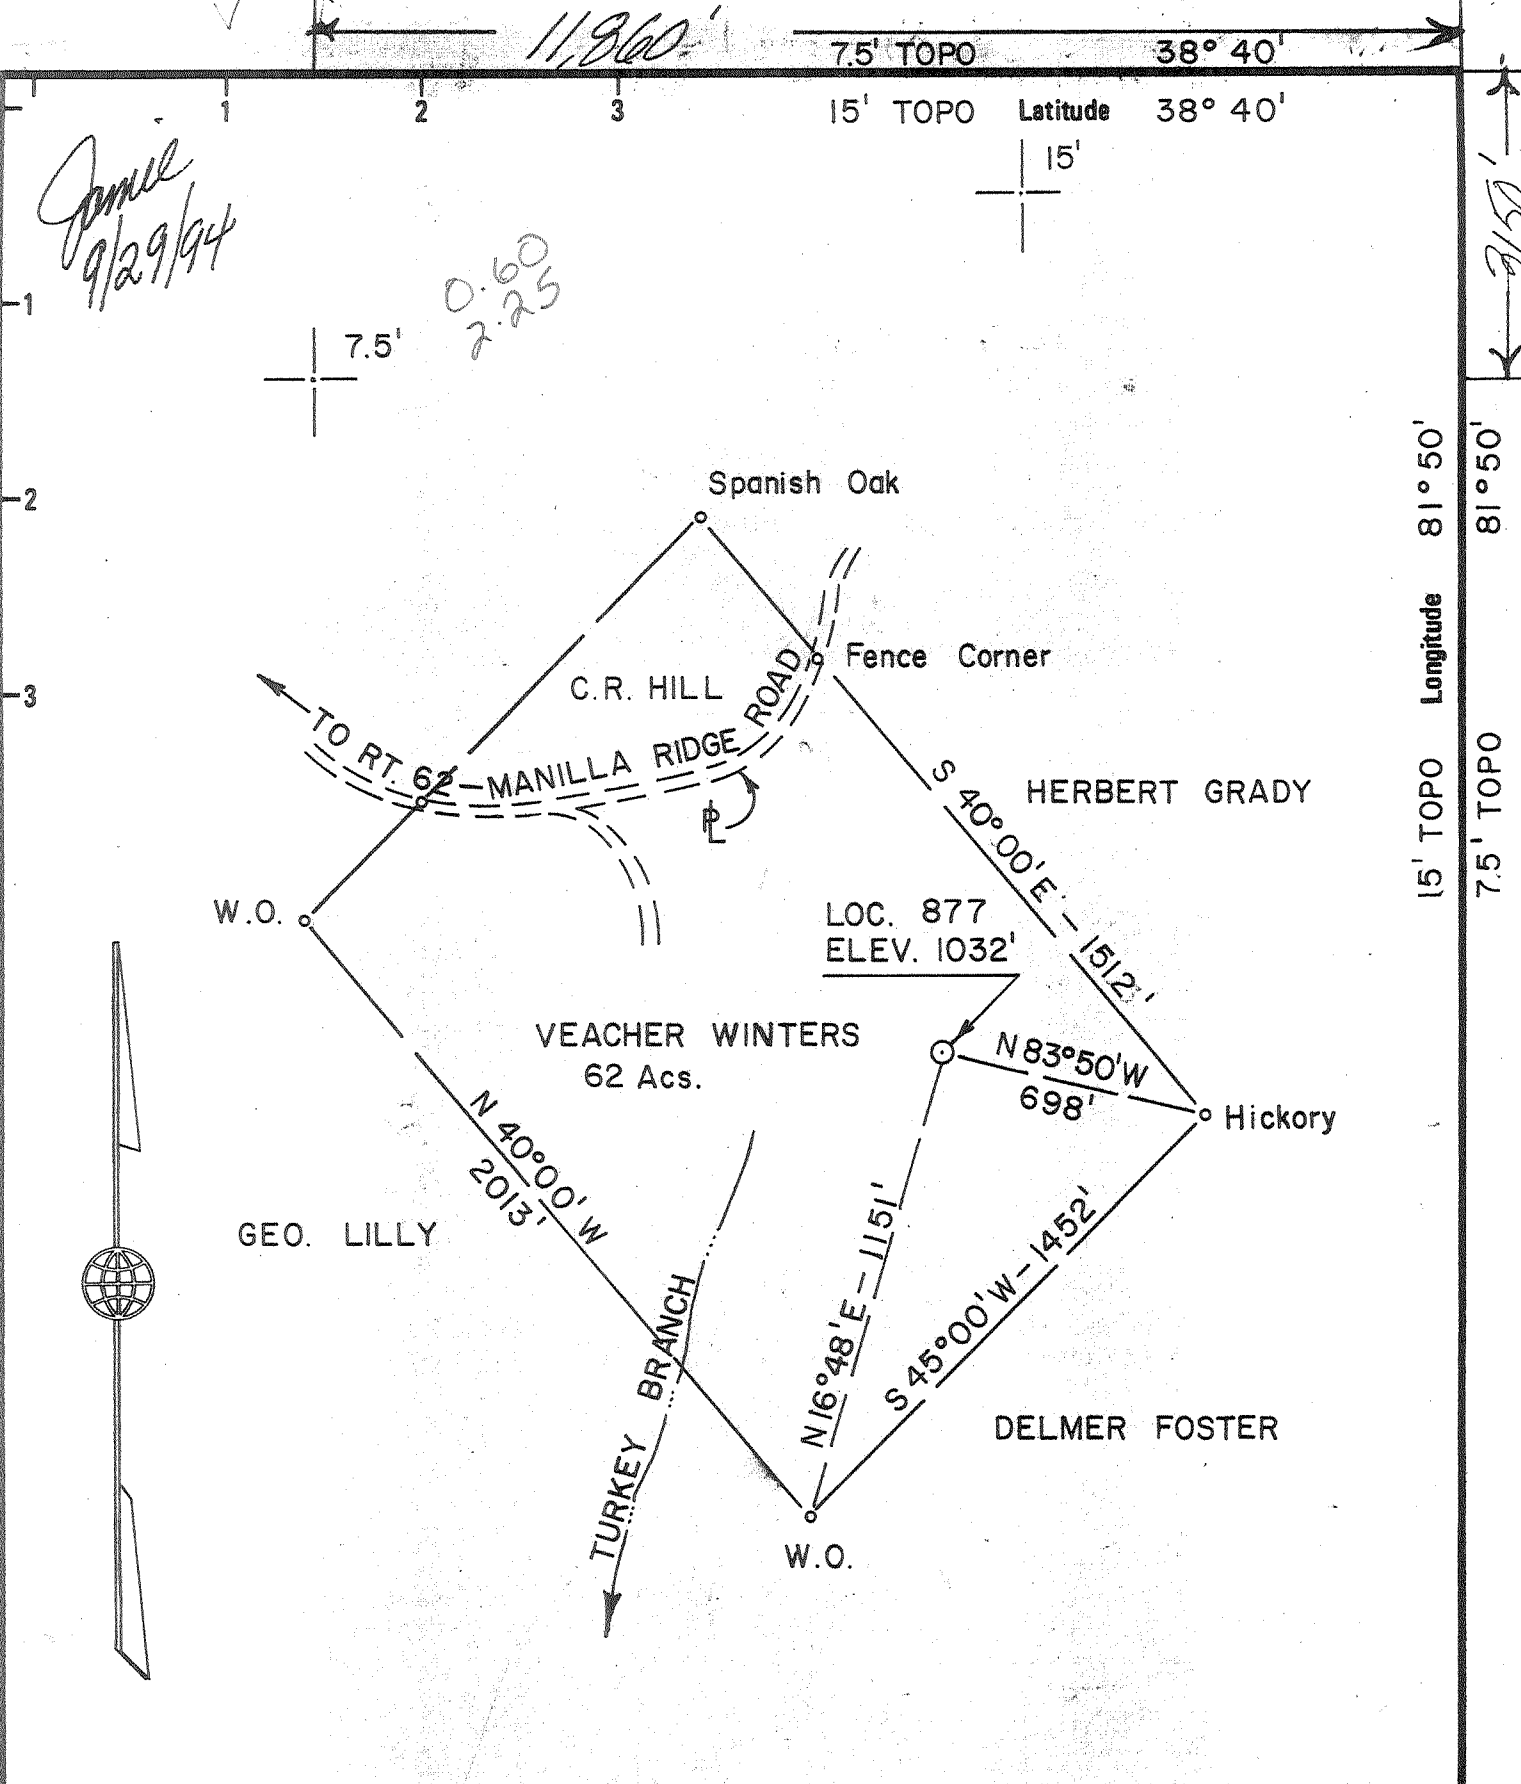 11,860'
7.5' TOPO 38° 40'
1 2 3
15' TOPO Latitude 38° 40'
15'
9/29/94
0.60
2.25
1
7.5'
3150'
2
3
15' TOPO Longitude 81° 50'
7.5' TOPO 81° 50'
Spanish Oak
Fence Corner
C.R. HILL
TO RT. 62
MANILLA RIDGE ROAD
PL
S 40°00' E - 1512'
HERBERT GRADY
W.O.
LOC. 877
ELEV. 1032'
VEACHER WINTERS
62 Acs.
N 83°50' W
698'
Hickory
N 40°00' W
2013'
GEO. LILLY
N 16°48' E - 1151'
S 45°00' W - 1452'
TURKEY BRANCH
DELMER FOSTER
W.O.